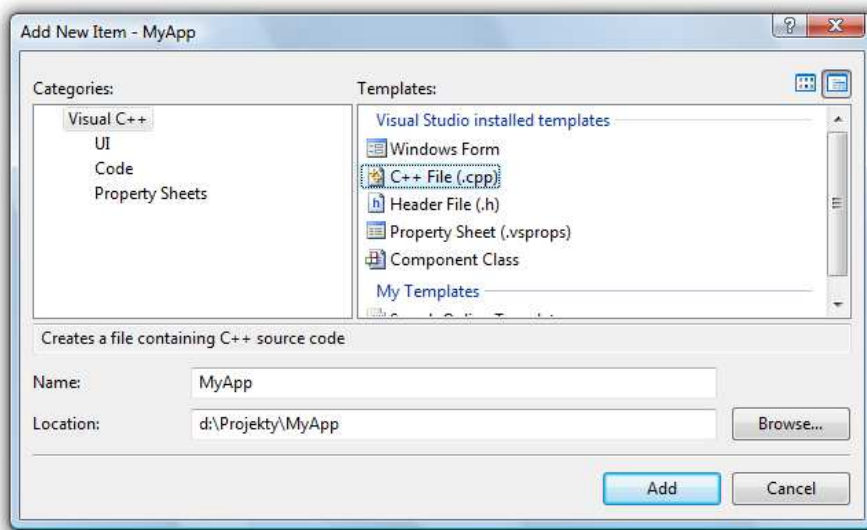 Add New Item - MyApp
Categories:
Templates:
Visual C++
UI
Code
Property Sheets
Visual Studio installed templates
Windows Form
C++ File (.cpp)
Header File (.h)
Property Sheet (.vsprops)
Component Class
My Templates
Creates a file containing C++ source code
Name:
MyApp
Location:
d:\Projekty\MyApp
Browse...
Add
Cancel